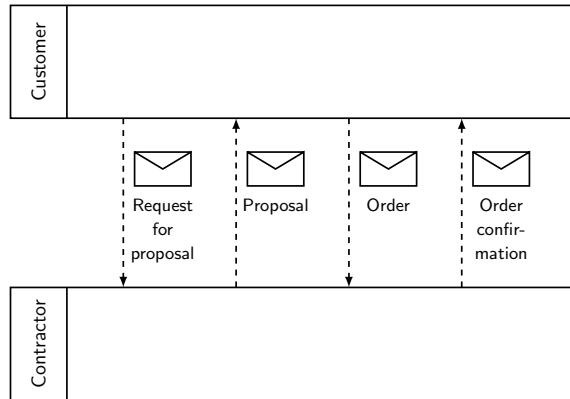 Customer
Request
for
proposal
Proposal
Order
Order
confir-
mation
Contractor